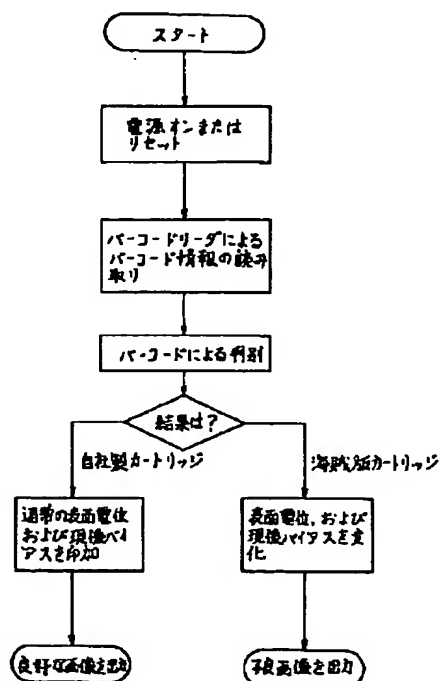 スタート
電源オンまたは
リセット
バーコードリーダによる
バーコード情報の読み
取り
バーコードによる判別
結果は?
自社製カートリッジ
海賊版カートリッジ
通常の表面電位
および現像バイ
アスを印加
表面電位,および
現像バイアスを変
化
良好な画像を出力
不良画像を出力